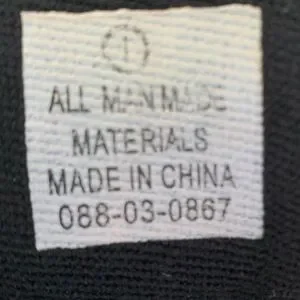 ALL MAN MADE
MATERIALS
MADE IN CHINA
088-03-0867